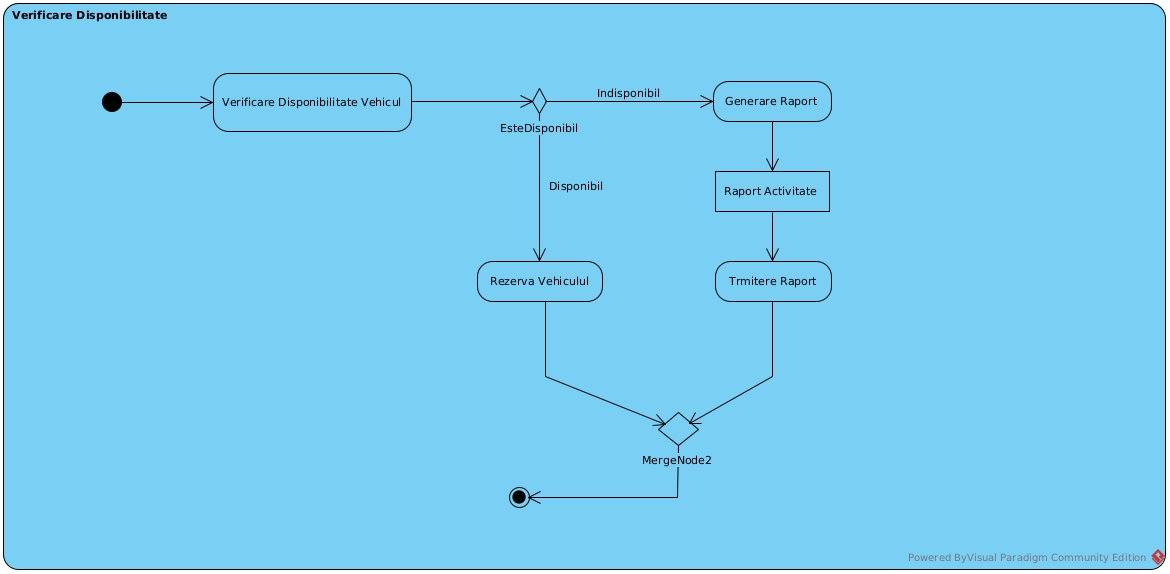 Verificare Disponibilitate
Verificare Disponibilitate Vehicul
Indisponibil
Generare Raport
EsteDisponibil
Disponibil
Raport Activitate
Rezerva Vehiculul
Trmitere Raport
MergeNode2
Powered ByVisual Paradigm Community Edition